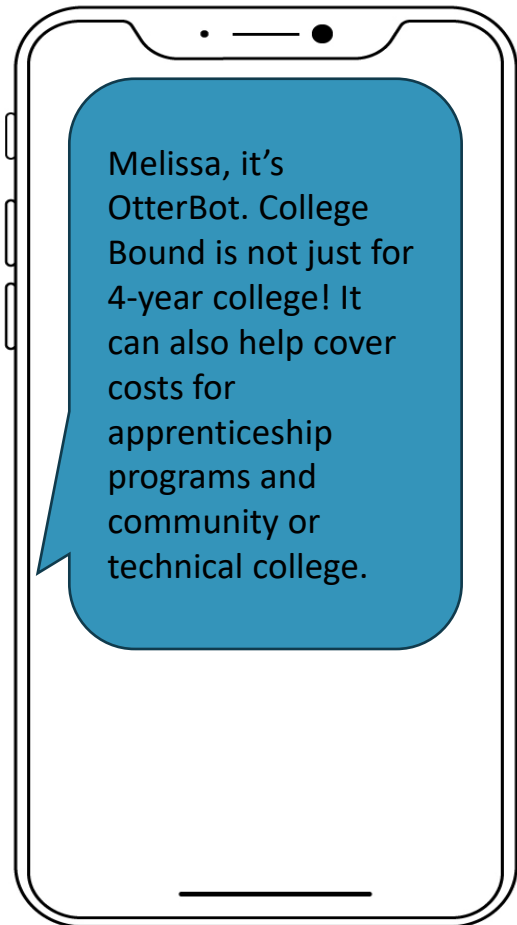 Melissa, it’s
OtterBot. College
Bound is not just for
4-year college! It
can also help cover
costs for
apprenticeship
programs and
community or
technical college.